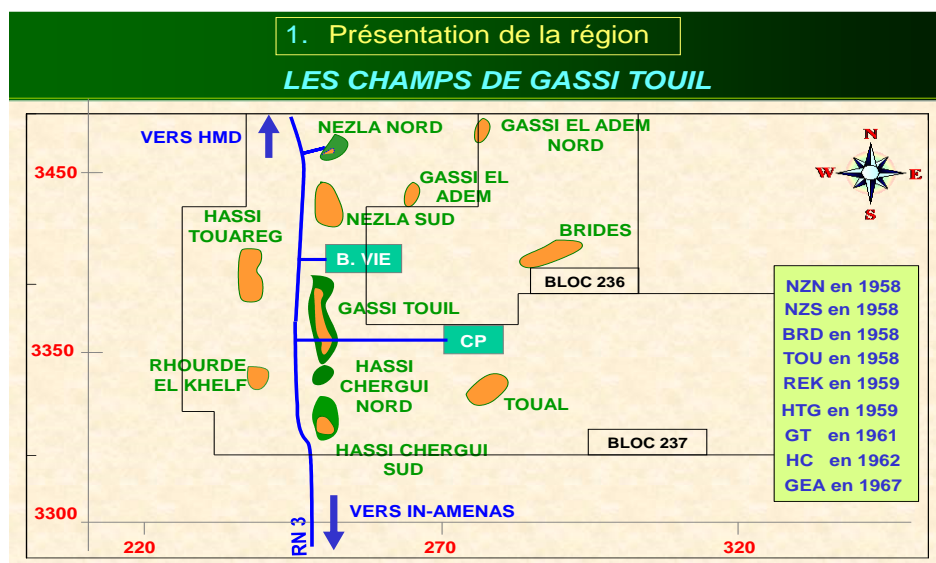 1. Présentation de la région
LES CHAMPS DE GASSI TOUIL
VERS HMD
NEZLA NORD
GASSI EL ADEM
NORD
N
W
E
S
3450
GASSI EL
ADEM
NEZLA SUD
HASSI
TOUAREG
BRIDES
B. VIE
BLOC 236
GASSI TOUIL
CP
3350
RHOURDE
EL KHELF
HASSI
CHERGUI
NORD
TOUAL
HASSI CHERGUI
SUD
BLOC 237
NZN en 1958
NZS en 1958
BRD en 1958
TOU en 1958
REK en 1959
HTG en 1959
GT en 1961
HC en 1962
GEA en 1967
3300
RN 3
VERS IN-AMENAS
220
270
320